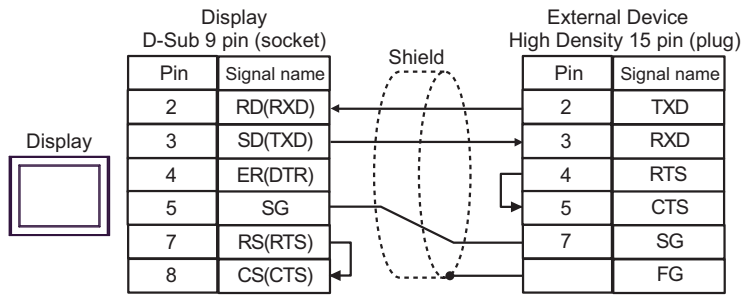 Display
D-Sub 9 pin (socket)
External Device
High Density 15 pin (plug)
Shield
Pin Signal name
2 RD(RXD)
3 SD(TXD)
4 ER(DTR)
5 SG
7 RS(RTS)
8 CS(CTS)
Display
Pin Signal name
2 TXD
3 RXD
4 RTS
5 CTS
7 SG
FG